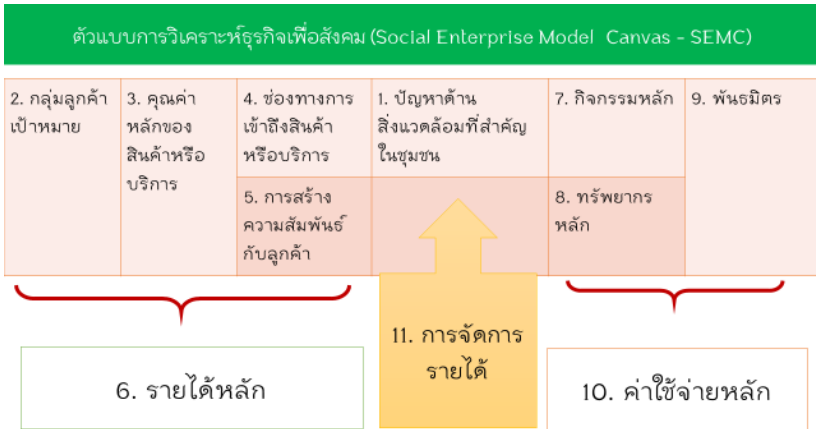 ตัวแบบการวิเคราะห์ธุรกิจเพื่อสังคม (Social Enterprise Model Canvas - SEMC)
2. กลุ่มลูกค้า
เป้าหมาย
3. คุณค่า
หลักของ
สินค้าหรือ
บริการ
4. ช่องทางการ
เข้าถึงสินค้า
หรือบริการ
5. การสร้าง
ความสัมพันธ์
กับลูกค้า
1. ปัญหาด้าน
สิ่งแวดล้อมที่สำคัญ
ในชุมชน
7. กิจกรรมหลัก
8. ทรัพยากร
หลัก
9. พันธมิตร
6. รายได้หลัก
11. การจัดการ
รายได้
10. ค่าใช้จ่ายหลัก